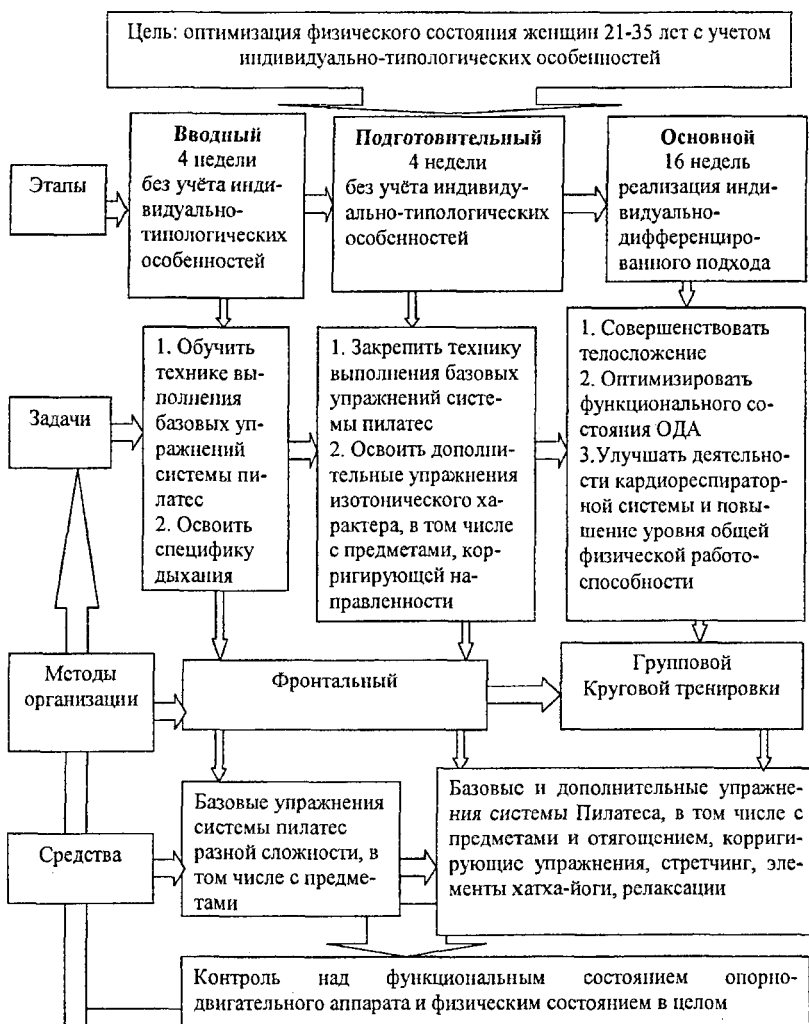 Цель: оптимизация физического состояния женщин 21-35 лет с учетом
индивидуально-типологических особенностей
Этапы
Вводный
4 недели
без учёта инди-
видуально-
типологических
особенностей
Подготовительный
4 недели
без учёта индивиду-
ально-типологических
особенностей
Основной
16 недель
реализация инди-
видуально-
дифференциро-
ванного подхода
Задачи
1. Обучить
технике вы-
полнения
базовых уп-
ражнений
системы пи-
латес
2. Освоить
специфику
дыхания
1. Закрепить технику
выполнения базовых
упражнений систе-
мы пилатес
2. Освоить дополни-
тельные упражнения
изотонического ха-
рактера, в том числе
с предметами, кор-
ригирующей на-
правленности
1. Совершенствовать
телосложение
2. Оптимизировать
функционального со-
стояния ОДА
3.Улучшать деятельно-
сти кардиореспиратор-
ной системы и повы-
шение уровня общей
физической работо-
способности
Методы
организации
Фронтальный
Групповой
Круговой тренировки
Средства
Базовые упражнения
системы пилатес
разной сложности, в
том числе с предме-
тами
Базовые и дополнительные упражне-
ния системы Пилатеса, в том числе с
предметами и отягощением, корриги-
рующие упражнения, стретчинг, эле-
менты хатха-йоги, релаксации
Контроль над функциональным состоянием опорно-
двигательного аппарата и физическим состоянием в целом